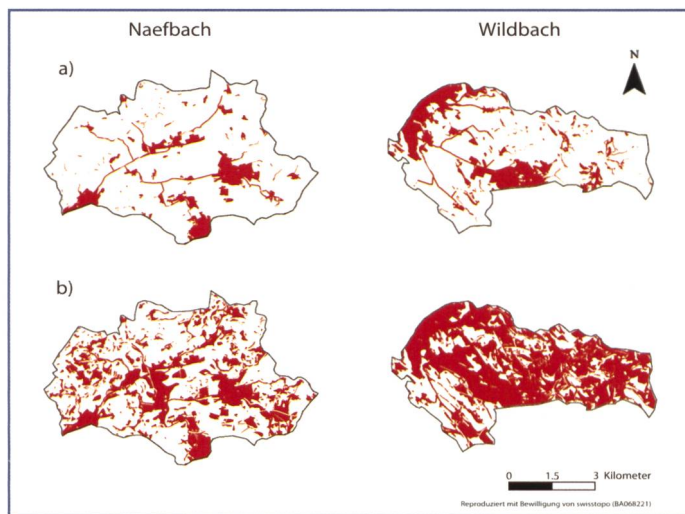 Naefbach
Wildbach
N
a)
b)
0 1.5 3 Kilometer
Reproduziert mit Bewilligung von swisstopo (BA068221)